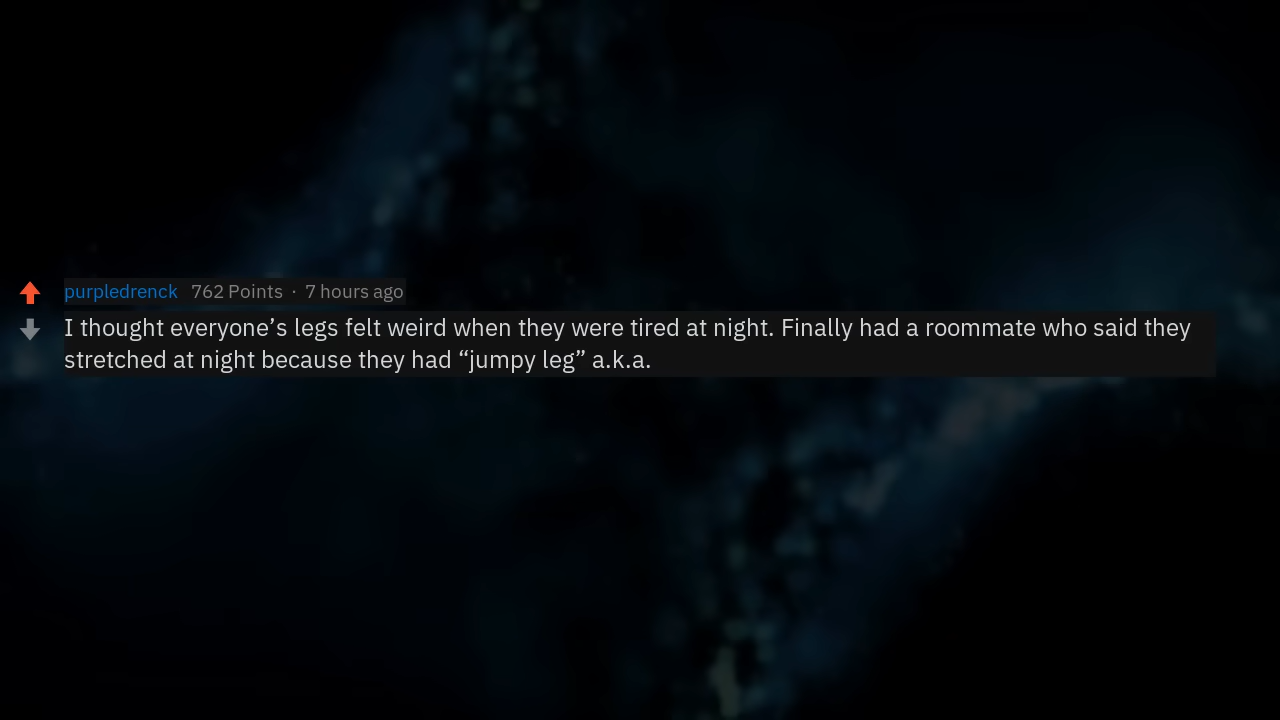 purpledrenck 762 Points · 7 hours ago
I thought everyone’s legs felt weird when they were tired at night. Finally had a roommate who said they
stretched at night because they had “jumpy leg” a.k.a.